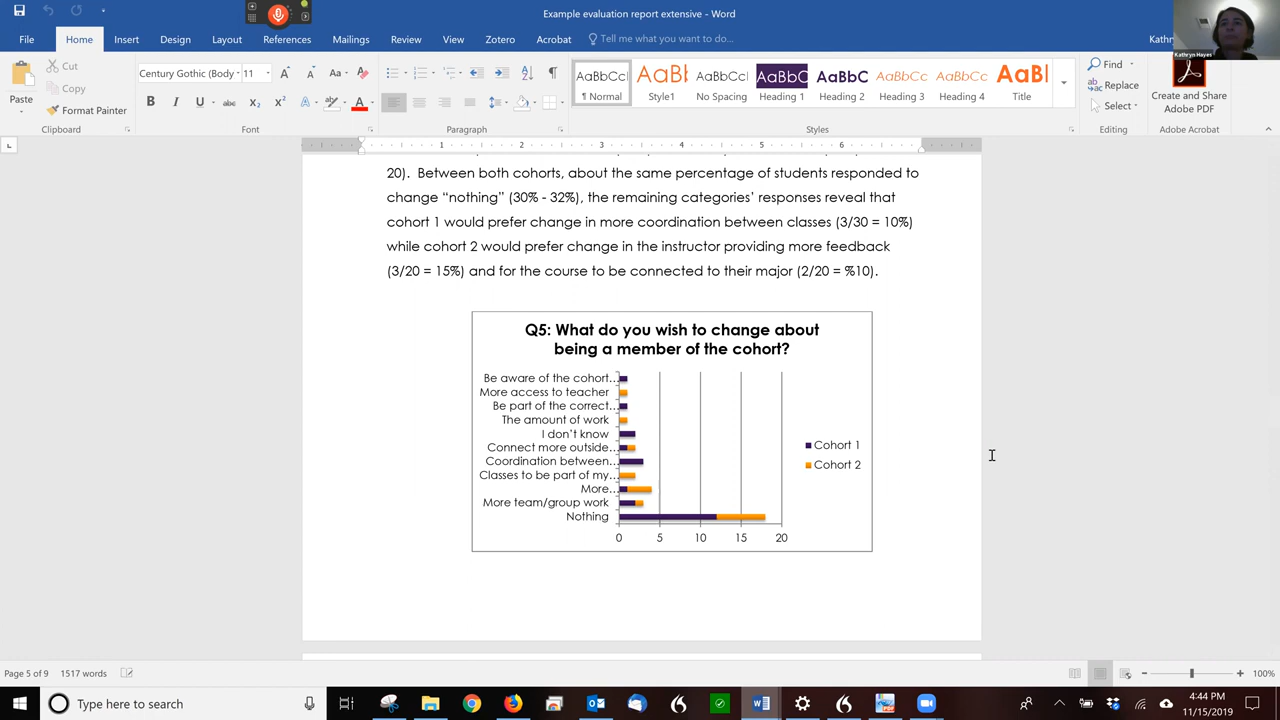 Example evaluation report extensive - Word
File Home Insert Design Layout References Mailings Review View Zotero Acrobat Tell me what you want to do...
Kathryn Hayes
Paste
Cut
Copy
Format Painter
Clipboard
Century Gothic (Body 11
Font
Paragraph
AaBbCcI AaBl AaBbCc AaBbC AaBbC AaBbCc AaBbCc AaBl
¶ Normal Style1 No Spacing Heading 1 Heading 2 Heading 3 Heading 4 Title
Styles
Find
Replace
Select
Editing
Create and Share
Adobe PDF
Adobe Acrobat
1 2 3 4 5 6
20). Between both cohorts, about the same percentage of students responded to
change “nothing” (30% - 32%), the remaining categories’ responses reveal that
cohort 1 would prefer change in more coordination between classes (3/30 = 10%)
while cohort 2 would prefer change in the instructor providing more feedback
(3/20 = 15%) and for the course to be connected to their major (2/20 = %10).
Q5: What do you wish to change about
being a member of the cohort?
Be aware of the cohort...
More access to teacher
Be part of the correct...
The amount of work
I don’t know
Connect more outside...
Coordination between...
Classes to be part of my...
More...
More team/group work
Nothing
0 5 10 15 20
Cohort 1
Cohort 2
Page 5 of 9 1517 words
100%
Type here to search
4:44 PM
11/15/2019